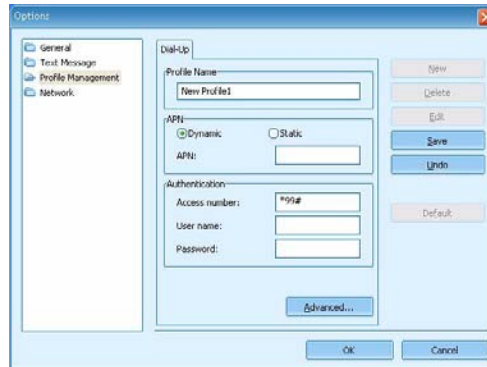 Options
General
Text Message
Profile Management
Network
Dial-Up
Profile Name
New Profile1
APN
Dynamic Static
APN:
Authentication
Access number: *99#
User name:
Password:
Advanced...
New
Delete
Edit
Save
Undo
Default
OK Cancel